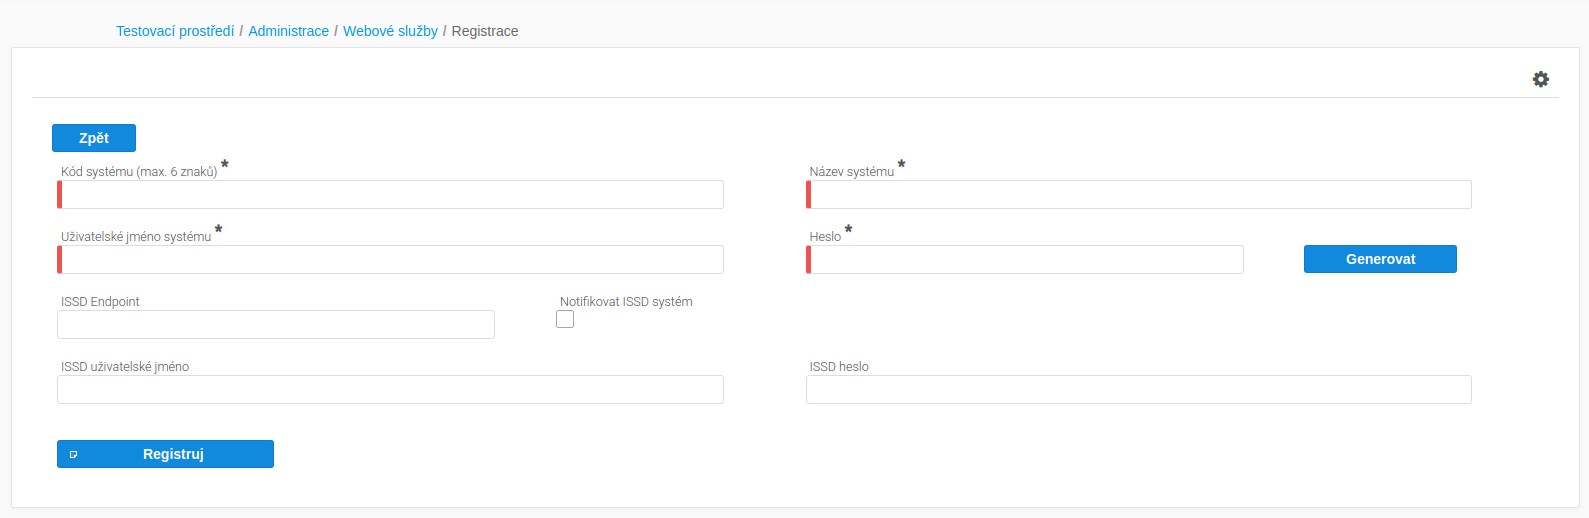 Testovací prostředí / Administrace / Webové služby / Registrace
Zpět
Kód systému (max. 6 znaků) *
Název systému *
Uživatelské jméno systému *
Heslo *
Generovat
ISSD Endpoint
Notifikovat ISSD systém
ISSD uživatelské jméno
ISSD heslo
Registruj